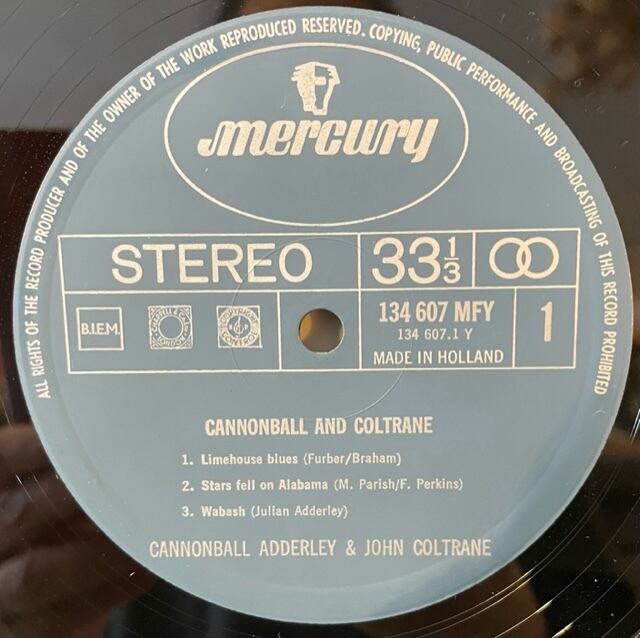 ALL RIGHTS OF THE RECORD PRODUCER AND OF THE OWNER OF THE WORK REPRODUCED RESERVED. COPYING, PUBLIC PERFORMANCE AND BROADCASTING OF THIS RECORD PROHIBITED
mercury
STEREO
33 1/3
B.I.E.M.
134 607 MFY
134 607.1 Y
MADE IN HOLLAND
1
CANNONBALL AND COLTRANE
1. Limehouse blues (Furber/Braham)
2. Stars fell on Alabama (M. Parish/F. Perkins)
3. Wabash (Julian Adderley)
CANNONBALL ADDERLEY & JOHN COLTRANE